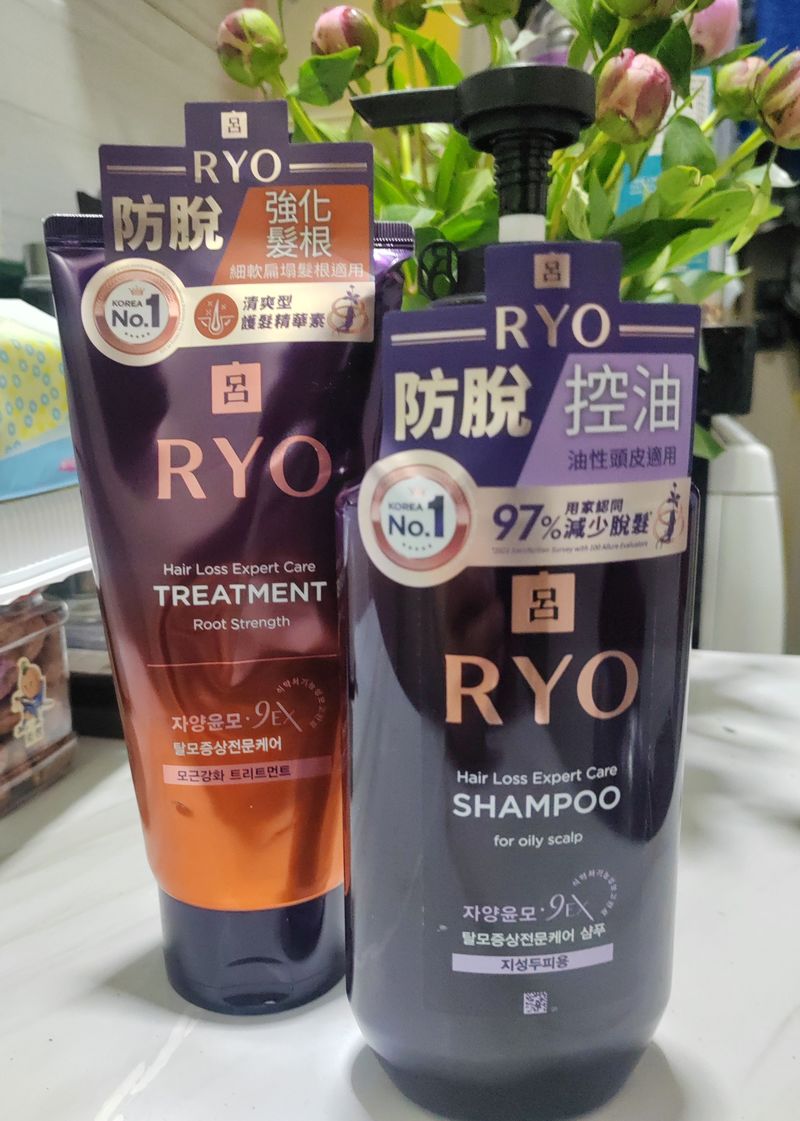 呂
RYO
防脫
強化
髮根
細軟扁塌髮根適用
KOREA
No.1
清爽型
護髮精華素
呂
RYO
Hair Loss Expert Care
TREATMENT
Root Strength
자양윤모·9EX
탈모증상전문케어
모근강화 트리트먼트
呂
RYO
防脫
控油
油性頭皮適用
KOREA
No.1
97%
用家認同
減少脫髮*
呂
RYO
Hair Loss Expert Care
SHAMPOO
for oily scalp
자양윤모·9EX
탈모증상전문케어 샴푸
지성두피용